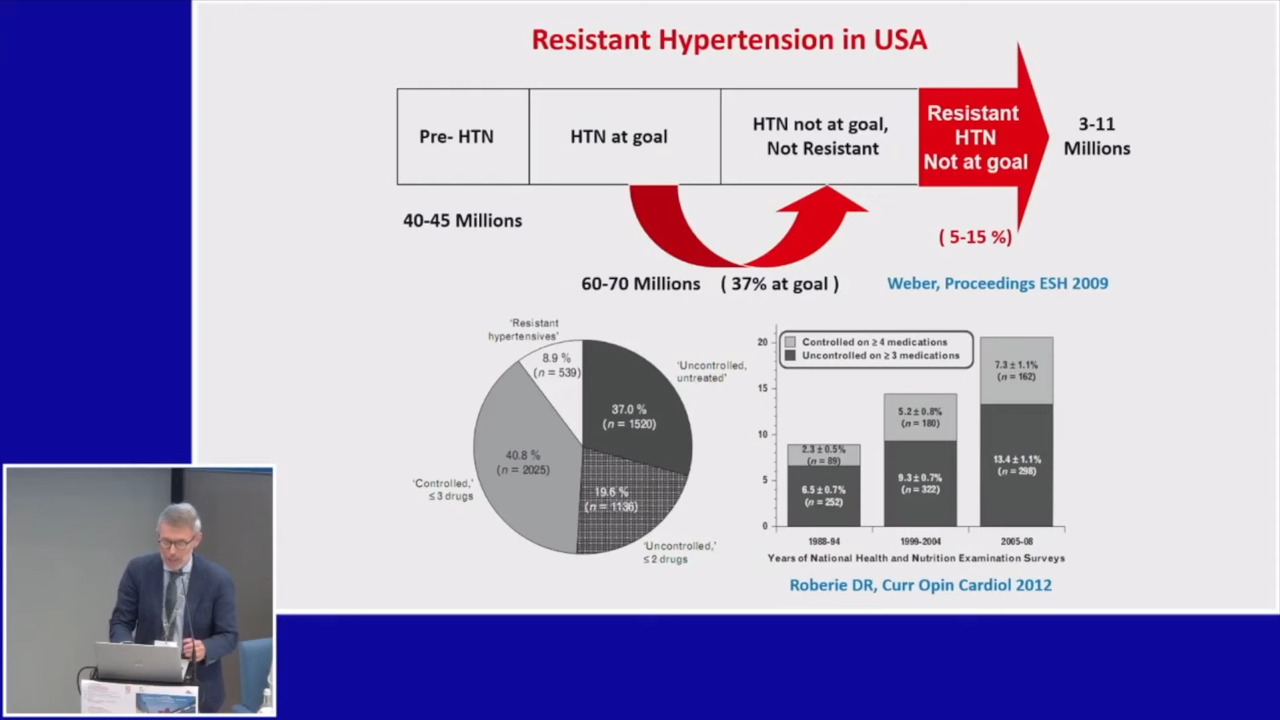 Resistant Hypertension in USA
Pre- HTN
HTN at goal
HTN not at goal,
Not Resistant
Resistant
HTN
Not at goal
3-11
Millions
40-45 Millions
( 5-15 %)
60-70 Millions ( 37% at goal )
Weber, Proceedings ESH 2009
'Resistant
hypertensives'
8.9 %
(n = 539)
'Uncontrolled,
untreated'
37.0 %
(n = 1520)
40.8 %
(n = 2025)
'Controlled,'
≤ 3 drugs
19.6 %
(n = 1136)
'Uncontrolled,'
≤ 2 drugs
Controlled on ≥ 4 medications
Uncontrolled on ≥ 3 medications
20
15
10
5
0
2.3 ± 0.5%
(n = 89)
6.5 ± 0.7%
(n = 252)
5.2 ± 0.8%
(n = 180)
9.3 ± 0.7%
(n = 322)
7.3 ± 1.1%
(n = 162)
13.4 ± 1.1%
(n = 298)
1988-94
1999-2004
2005-08
Years of National Health and Nutrition Examination Surveys
Roberie DR, Curr Opin Cardiol 2012